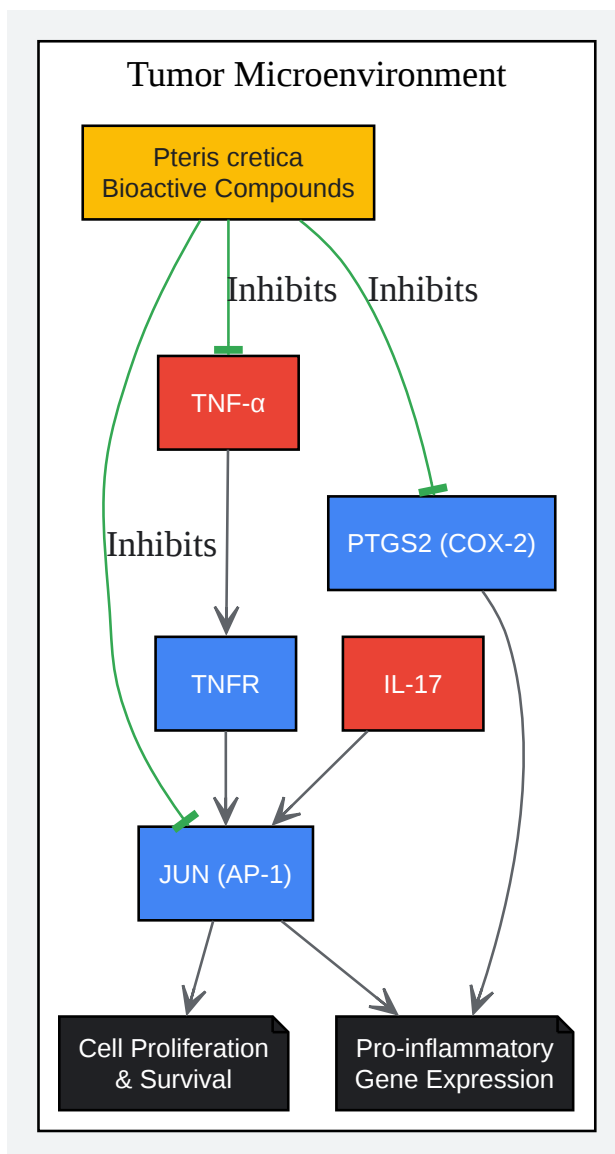 Tumor Microenvironment
Pteris cretica
Bioactive Compounds
Inhibits
Inhibits
TNF-α
PTGS2 (COX-2)
Inhibits
TNFR
IL-17
JUN (AP-1)
Cell Proliferation
& Survival
Pro-inflammatory
Gene Expression